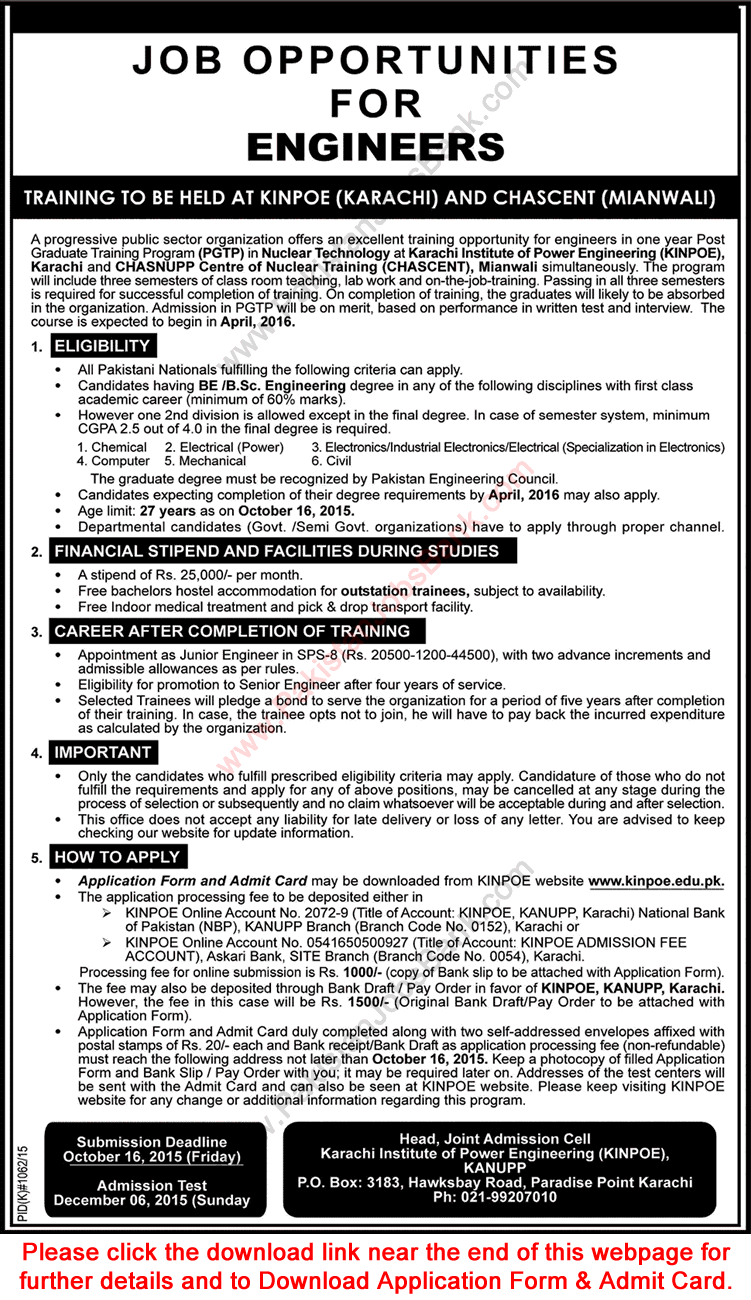 JOB OPPORTUNITIES
FOR
ENGINEERS
TRAINING TO BE HELD AT KINPOE (KARACHI) AND CHASCENT (MIANWALI)
A progressive public sector organization offers an excellent training opportunity for engineers in one year Post
Graduate Training Program (PGTP) in Nuclear Technology at Karachi Institute of Power Engineering (KINPOE),
Karachi and CHASNUPP Centre of Nuclear Training (CHASCENT), Mianwali simultaneously. The program
will include three semesters of class room teaching, lab work and on-the-job-training. Passing in all three semesters
is required for successful completion of training. On completion of training, the graduates will likely to be absorbed
in the organization. Admission in PGTP will be on merit, based on performance in written test and interview. The
course is expected to begin in April, 2016.
1. ELIGIBILITY
• All Pakistani Nationals fulfilling the following criteria can apply.
• Candidates having BE /B.Sc. Engineering degree in any of the following disciplines with first class
academic career (minimum of 60% marks).
• However one 2nd division is allowed except in the final degree. In case of semester system, minimum
CGPA 2.5 out of 4.0 in the final degree is required.
1. Chemical 2. Electrical (Power) 3. Electronics/Industrial Electronics/Electrical (Specialization in Electronics)
4. Computer 5. Mechanical 6. Civil
The graduate degree must be recognized by Pakistan Engineering Council.
• Candidates expecting completion of their degree requirements by April, 2016 may also apply.
• Age limit: 27 years as on October 16, 2015.
• Departmental candidates (Govt. /Semi Govt. organizations) have to apply through proper channel.
2. FINANCIAL STIPEND AND FACILITIES DURING STUDIES
• A stipend of Rs. 25,000/- per month.
• Free bachelors hostel accommodation for outstation trainees, subject to availability.
• Free Indoor medical treatment and pick & drop transport facility.
3. CAREER AFTER COMPLETION OF TRAINING
• Appointment as Junior Engineer in SPS-8 (Rs. 20500-1200-44500), with two advance increments and
admissible allowances as per rules.
• Eligibility for promotion to Senior Engineer after four years of service.
• Selected Trainees will pledge a bond to serve the organization for a period of five years after completion
of their training. In case, the trainee opts not to join, he will have to pay back the incurred expenditure
as calculated by the organization.
4. IMPORTANT
• Only the candidates who fulfill prescribed eligibility criteria may apply. Candidature of those who do not
fulfill the requirements and apply for any of above positions, may be cancelled at any stage during the
process of selection or subsequently and no claim whatsoever will be acceptable during and after selection.
• This office does not accept any liability for late delivery or loss of any letter. You are advised to keep
checking our website for update information.
5. HOW TO APPLY
• Application Form and Admit Card may be downloaded from KINPOE website www.kinpoe.edu.pk.
• The application processing fee to be deposited either in
➢ KINPOE Online Account No. 2072-9 (Title of Account: KINPOE, KANUPP, Karachi) National Bank
of Pakistan (NBP), KANUPP Branch (Branch Code No. 0152), Karachi or
➢ KINPOE Online Account No. 0541650500927 (Title of Account: KINPOE ADMISSION FEE
ACCOUNT), Askari Bank, SITE Branch (Branch Code No. 0054), Karachi.
Processing fee for online submission is Rs. 1000/- (copy of Bank slip to be attached with Application Form).
• The fee may also be deposited through Bank Draft / Pay Order in favor of KINPOE, KANUPP, Karachi.
However, the fee in this case will be Rs. 1500/- (Original Bank Draft/Pay Order to be attached with
Application Form).
• Application Form and Admit Card duly completed along with two self-addressed envelopes affixed with
postal stamps of Rs. 20/- each and Bank receipt/Bank Draft as application processing fee (non-refundable)
must reach the following address not later than October 16, 2015. Keep a photocopy of filled Application
Form and Bank Slip / Pay Order with you; it may be required later on. Addresses of the test centers will
be sent with the Admit Card and can also be seen at KINPOE website. Please keep visiting KINPOE
website for any change or additional information regarding this program.
PID(K)#1062/15
Submission Deadline
October 16, 2015 (Friday)
Admission Test
December 06, 2015 (Sunday
Head, Joint Admission Cell
Karachi Institute of Power Engineering (KINPOE),
KANUPP
P.O. Box: 3183, Hawksbay Road, Paradise Point Karachi
Ph: 021-99207010
www.PakistanJobsBank.com
Please click the download link near the end of this webpage for
further details and to Download Application Form & Admit Card.